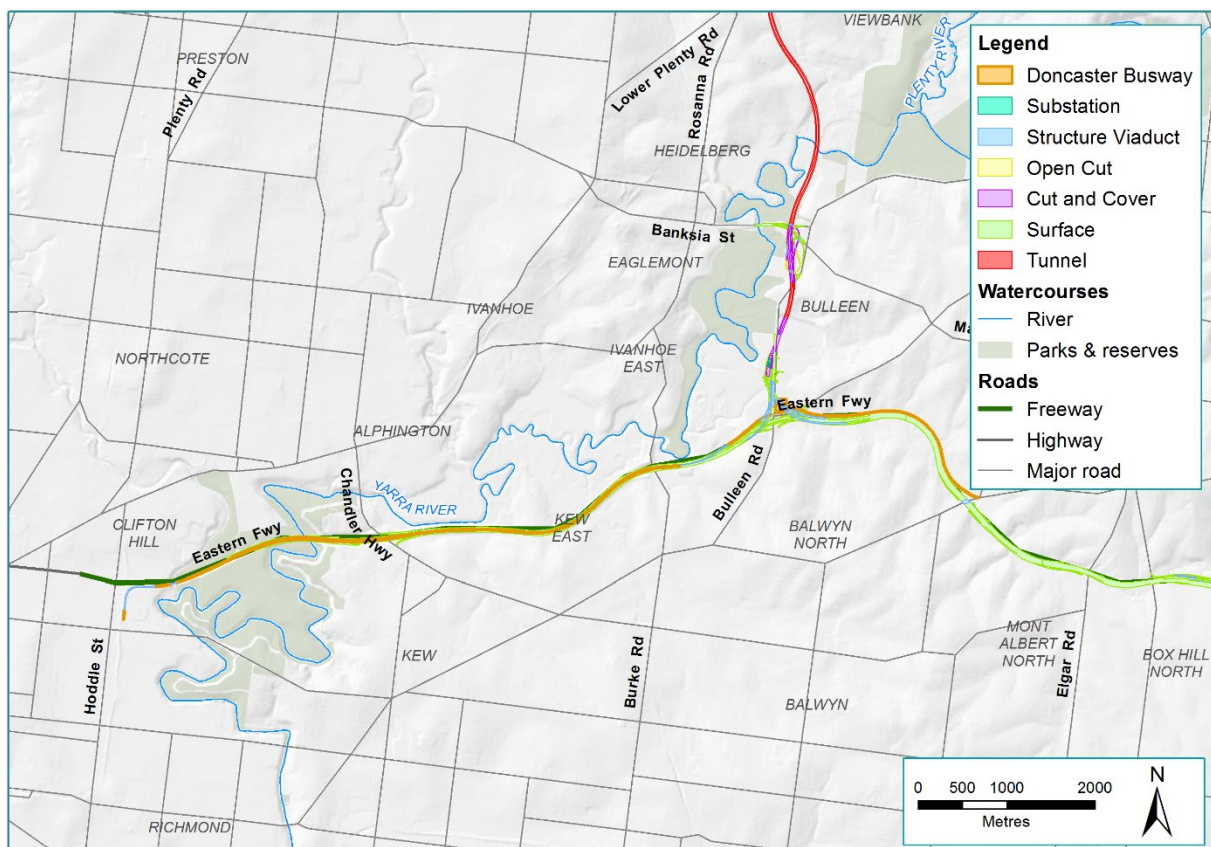 VIEWBANK
PRESTON
Plenty Rd
Lower Plenty Rd
Rosanna Rd
PLENTY RIVER
HEIDELBERG
Banksia St
EAGLEMONT
IVANHOE
BULLEEN
NORTHCOTE
IVANHOE
EAST
Ma
Eastern Fwy
ALPHINGTON
Chandler Hwy
YARRA RIVER
Bulleen Rd
CLIFTON
HILL
Eastern Fwy
KEW
EAST
BALWYN
NORTH
Hoddle St
KEW
Burke Rd
MONT
ALBERT
NORTH
Elgar Rd
BOX HILL
NORTH
BALWYN
RICHMOND
Legend
Doncaster Busway
Substation
Structure Viaduct
Open Cut
Cut and Cover
Surface
Tunnel
Watercourses
River
Parks & reserves
Roads
Freeway
Highway
Major road
0 500 1000 2000
Metres
N